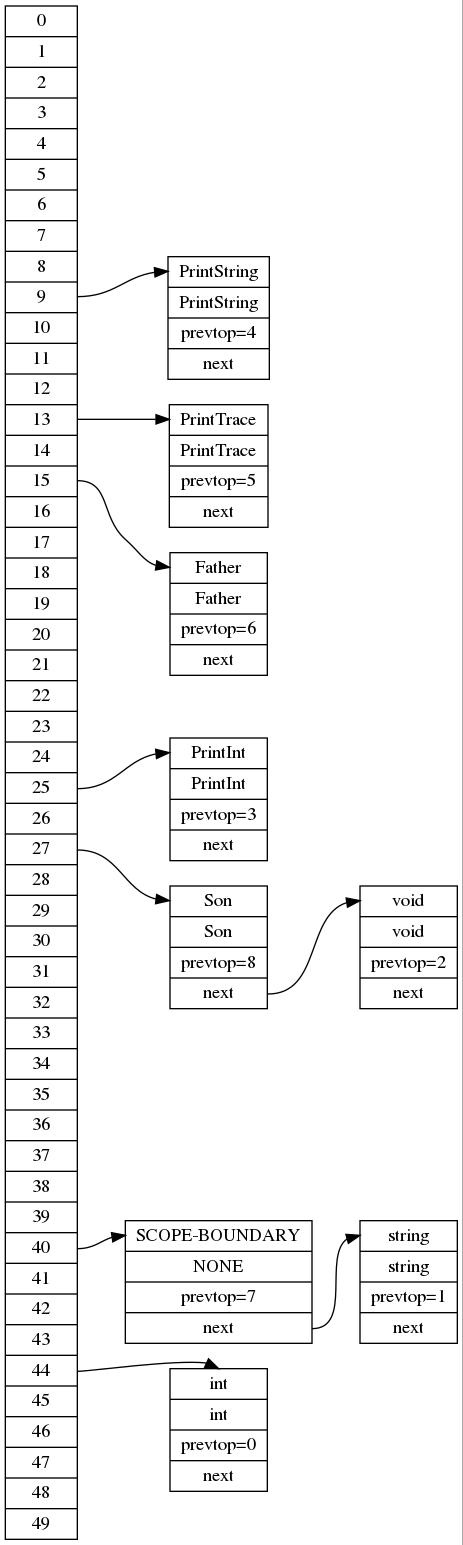 0
1
2
3
4
5
6
7
8
9
10
11
12
13
14
15
16
17
18
19
20
21
22
23
24
25
26
27
28
29
30
31
32
33
34
35
36
37
38
39
40
41
42
43
44
45
46
47
48
49
PrintString
PrintString
prevtop=4
next
PrintTrace
PrintTrace
prevtop=5
next
Father
Father
prevtop=6
next
PrintInt
PrintInt
prevtop=3
next
Son
Son
prevtop=8
next
void
void
prevtop=2
next
SCOPE-BOUNDARY
NONE
prevtop=7
next
string
string
prevtop=1
next
int
int
prevtop=0
next